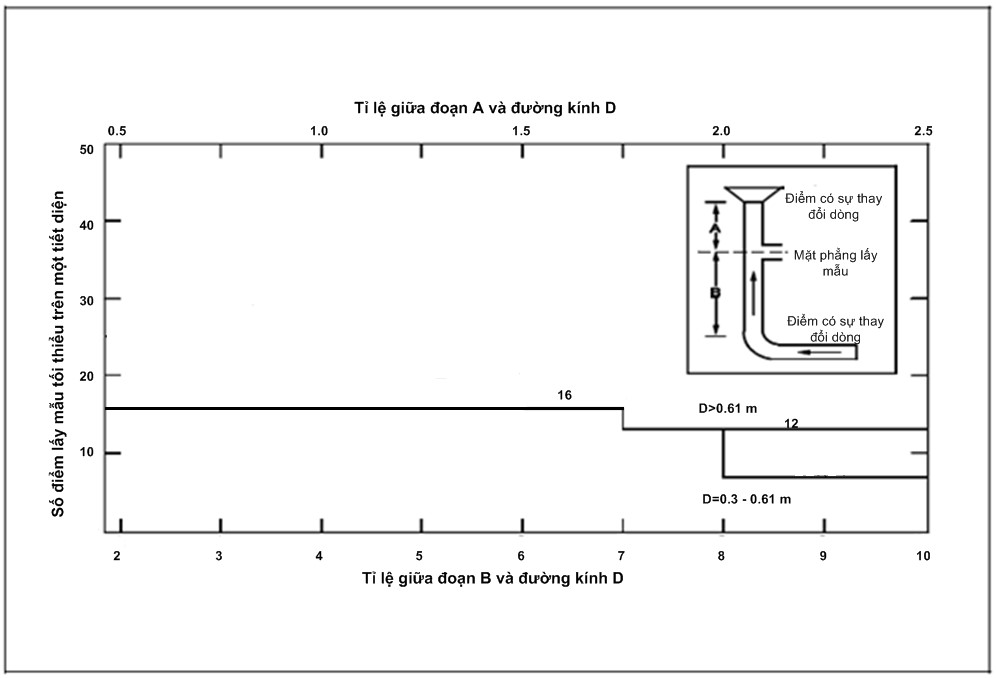 Tỉ lệ giữa đoạn A và đường kính D
0.5 1.0 1.5 2.0 2.5
Số điểm lấy mẫu tối thiểu trên một tiết diện
50
40
30
20
10
Điểm có sự thay
đổi dòng
A
Mặt phẳng lấy
mẫu
B
Điểm có sự thay
đổi dòng
16
D>0.61 m
12
D=0.3 - 0.61 m
2 3 4 5 6 7 8 9 10
Tỉ lệ giữa đoạn B và đường kính D